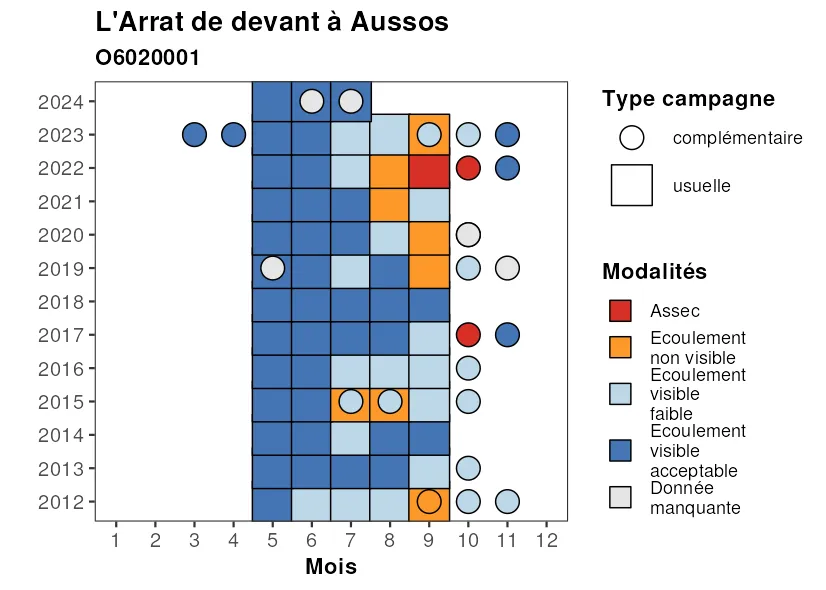 L'Arrat de devant à Aussos
O6020001
2024
2023
2022
2021
2020
2019
2018
2017
2016
2015
2014
2013
2012
1 2 3 4 5 6 7 8 9 10 11 12
Mois
Type campagne
complémentaire
usuelle
Modalités
Assec
Ecoulement
non visible
Ecoulement
visible
faible
Ecoulement
visible
acceptable
Donnée
manquante